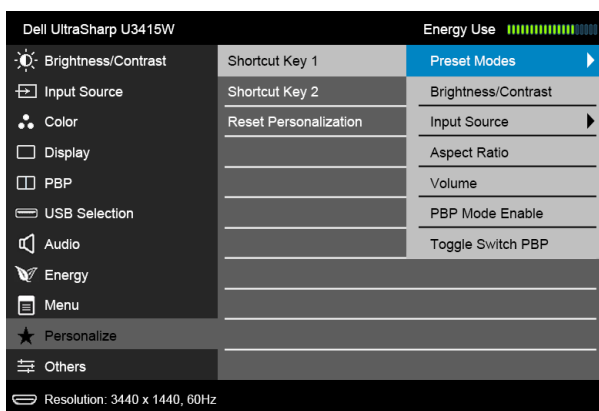 Dell UltraSharp U3415W Energy Use
Brightness/Contrast Shortcut Key 1 Preset Modes
Input Source Shortcut Key 2 Brightness/Contrast
Color Reset Personalization Input Source
Display Aspect Ratio
PBP Volume
USB Selection PBP Mode Enable
Audio Toggle Switch PBP
Energy
Menu
Personalize
Others
Resolution: 3440 x 1440, 60Hz